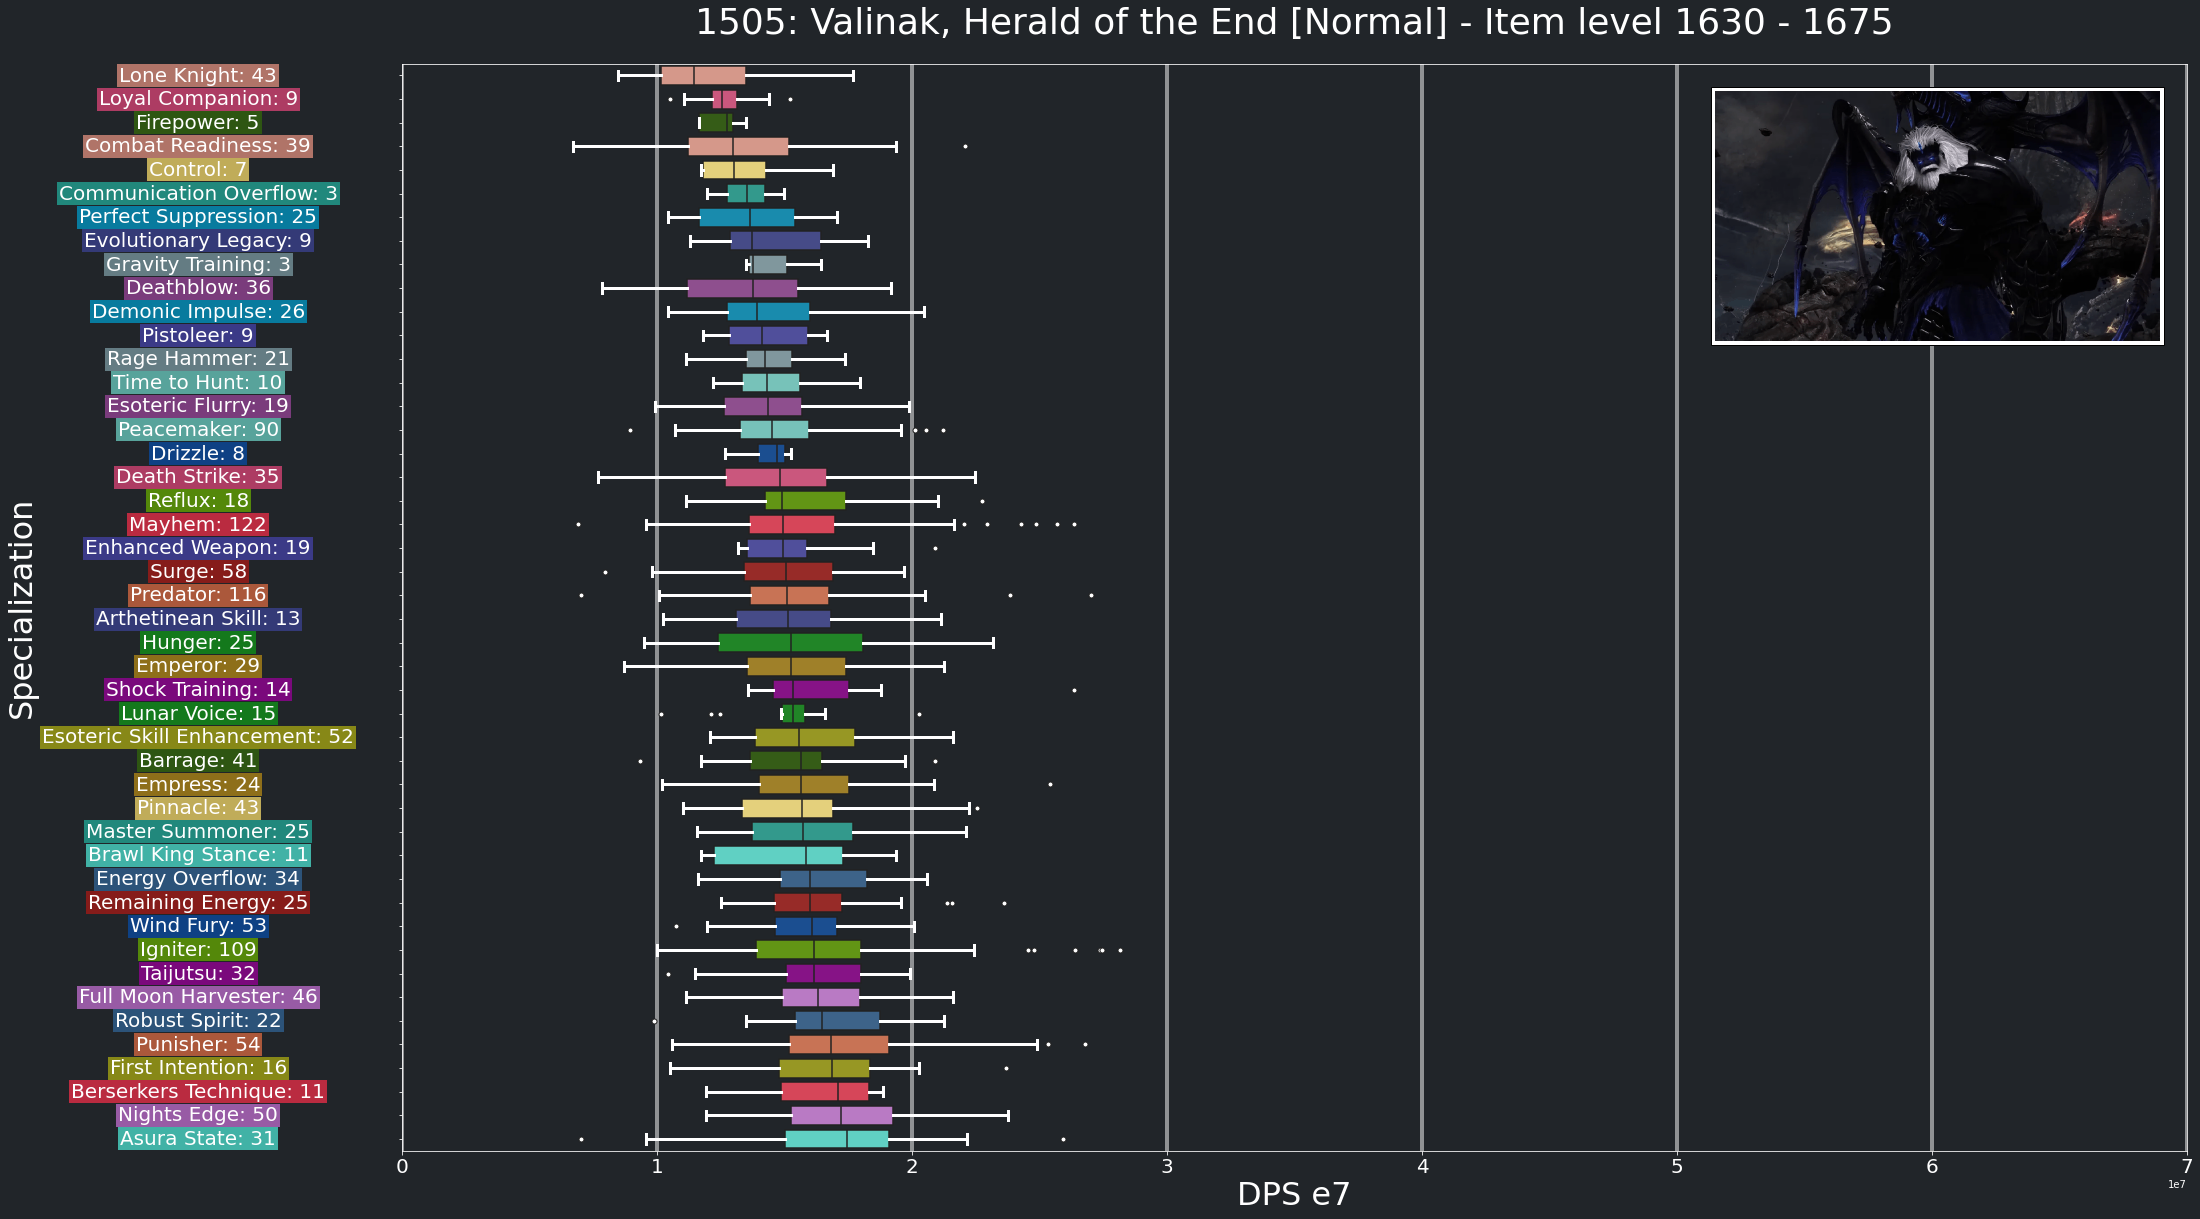 1505: Valinak, Herald of the End [Normal] - Item level 1630 - 1675
Lone Knight: 43
Loyal Companion: 9
Firepower: 5
Combat Readiness: 39
Control: 7
Communication Overflow: 3
Perfect Suppression: 25
Evolutionary Legacy: 9
Gravity Training: 3
Deathblow: 36
Demonic Impulse: 26
Pistoleer: 9
Rage Hammer: 21
Time to Hunt: 10
Esoteric Flurry: 19
Peacemaker: 90
Drizzle: 8
Death Strike: 35
Reflux: 18
Mayhem: 122
Enhanced Weapon: 19
Surge: 58
Predator: 116
Arthetinean Skill: 13
Hunger: 25
Emperor: 29
Shock Training: 14
Lunar Voice: 15
Esoteric Skill Enhancement: 52
Barrage: 41
Empress: 24
Pinnacle: 43
Master Summoner: 25
Brawl King Stance: 11
Energy Overflow: 34
Remaining Energy: 25
Wind Fury: 53
Igniter: 109
Taijutsu: 32
Full Moon Harvester: 46
Robust Spirit: 22
Punisher: 54
First Intention: 16
Berserkers Technique: 11
Nights Edge: 50
Asura State: 31
Specialization
0 1 2 3 4 5 6 7
DPS e7
1e7